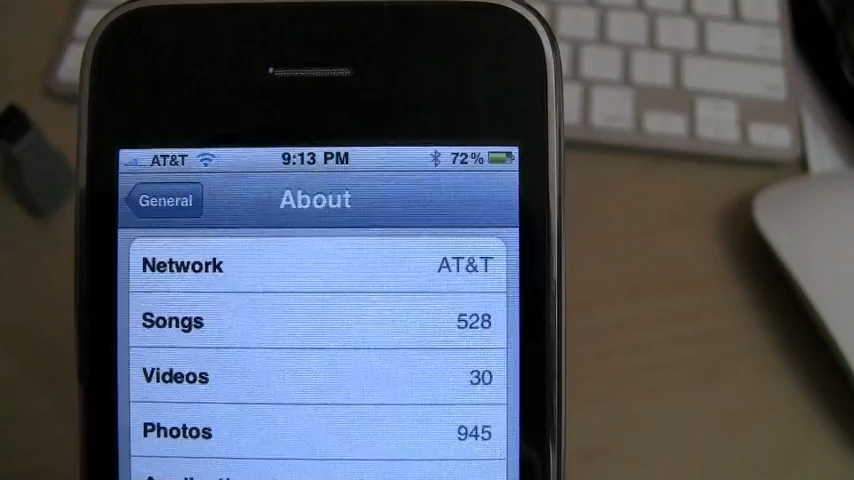 AT&T 9:13 PM 72%
General About
Network AT&T
Songs 528
Videos 30
Photos 945